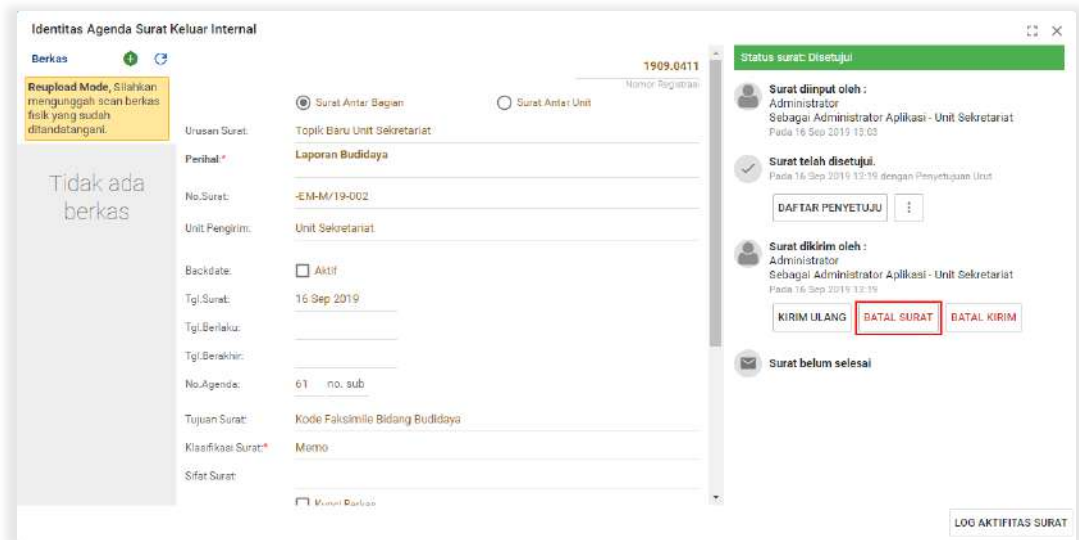 Identitas Agenda Surat Keluar Internal
Berkas
Reupload Mode, Silahkan
mengunggah scan berkas
fisik yang sudah
ditandatangani.
Tidak ada
berkas
1909.0411
Nomor Registrasi
Surat Antar Bagian
Surat Antar Unit
Urusan Surat:
Topik Baru Unit Sekretariat
Perihal:*
Laporan Budidaya
No.Surat:
-EM-M/19-002
Unit Pengirim:
Unit Sekretariat
Backdate:
Aktif
Tgl.Surat:
16 Sep 2019
Tgl.Berlaku:
Tgl.Berakhir:
No.Agenda:
61 no. sub
Tujuan Surat:
Kode Faksimile Bidang Budidaya
Klasifikasi Surat:*
Memo
Sifat Surat:
Kunci Berkas
Status surat: Disetujui
Surat diinput oleh :
Administrator
Sebagai Administrator Aplikasi - Unit Sekretariat
Pada 16 Sep 2019 13:03
Surat telah disetujui.
Pada 16 Sep 2019 13:19 dengan Penyetujuan Urut
DAFTAR PENYETUJU
Surat dikirim oleh :
Administrator
Sebagai Administrator Aplikasi - Unit Sekretariat
Pada 16 Sep 2019 13:19
KIRIM ULANG
BATAL SURAT
BATAL KIRIM
Surat belum selesai
LOG AKTIFITAS SURAT